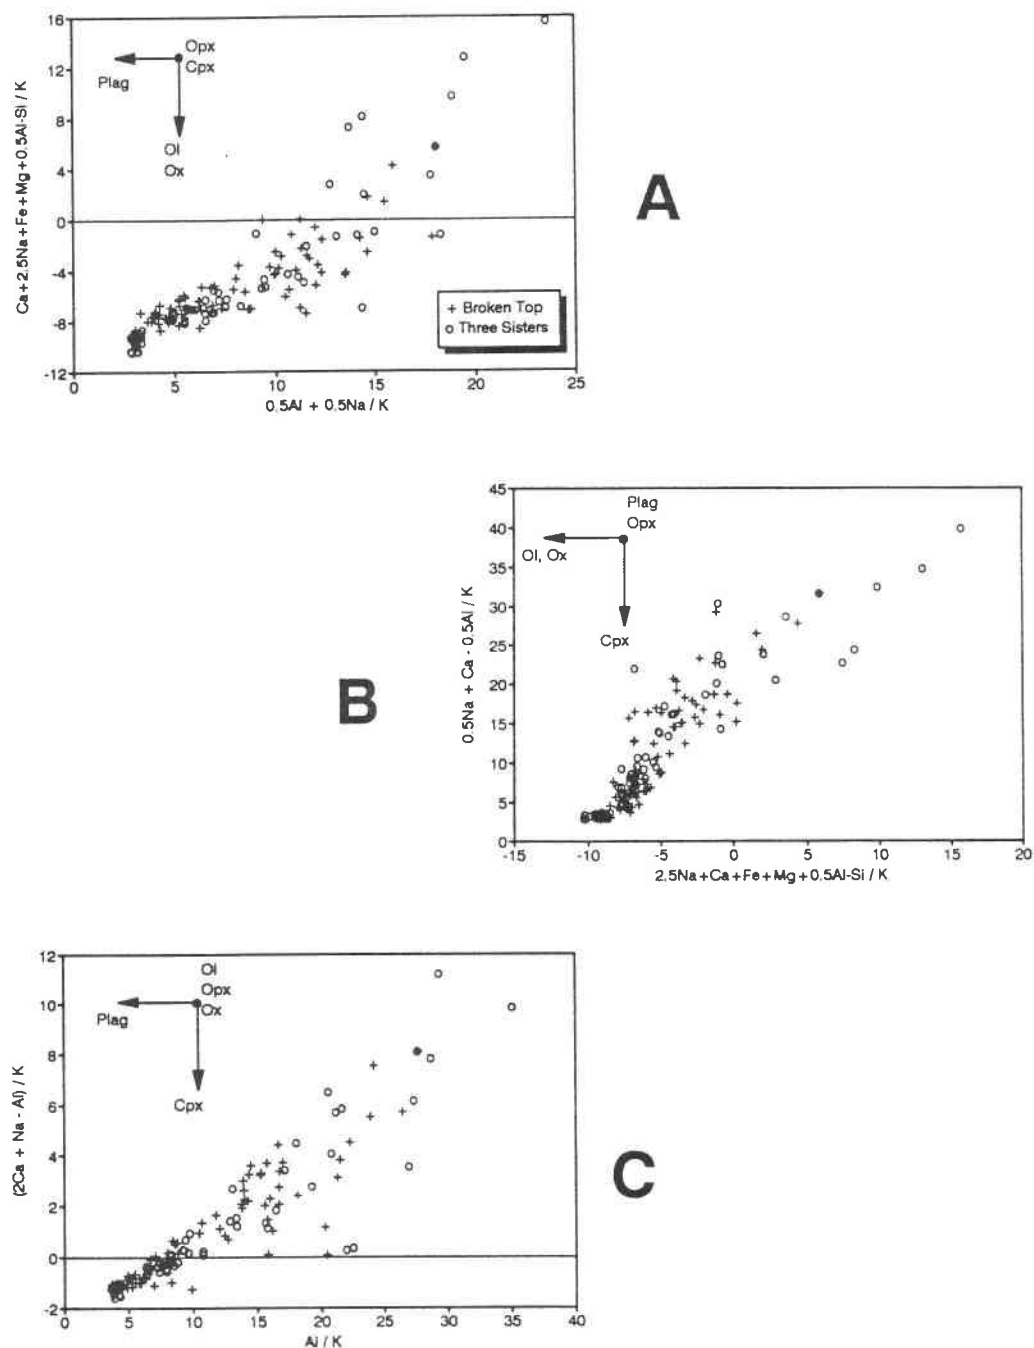 16
12
8
4
0
-4
-8
-12
0
5
10
15
20
25
Ca+2.5Na+Fe+Mg+0.5Al-Si / K
0.5Al + 0.5Na / K
Opx
Cpx
Plag
Ol
Ox
+ Broken Top
o Three Sisters
A
45
40
35
30
25
20
15
10
5
0
-15
-10
-5
0
5
10
15
20
0.5Na + Ca - 0.5Al / K
2.5Na+Ca+Fe+Mg+0.5Al-Si / K
Plag
Opx
Ol, Ox
Cpx
B
12
10
8
6
4
2
0
-2
0
5
10
15
20
25
30
35
40
(2Ca + Na - Al) / K
Al / K
Ol
Opx
Ox
Plag
Cpx
C